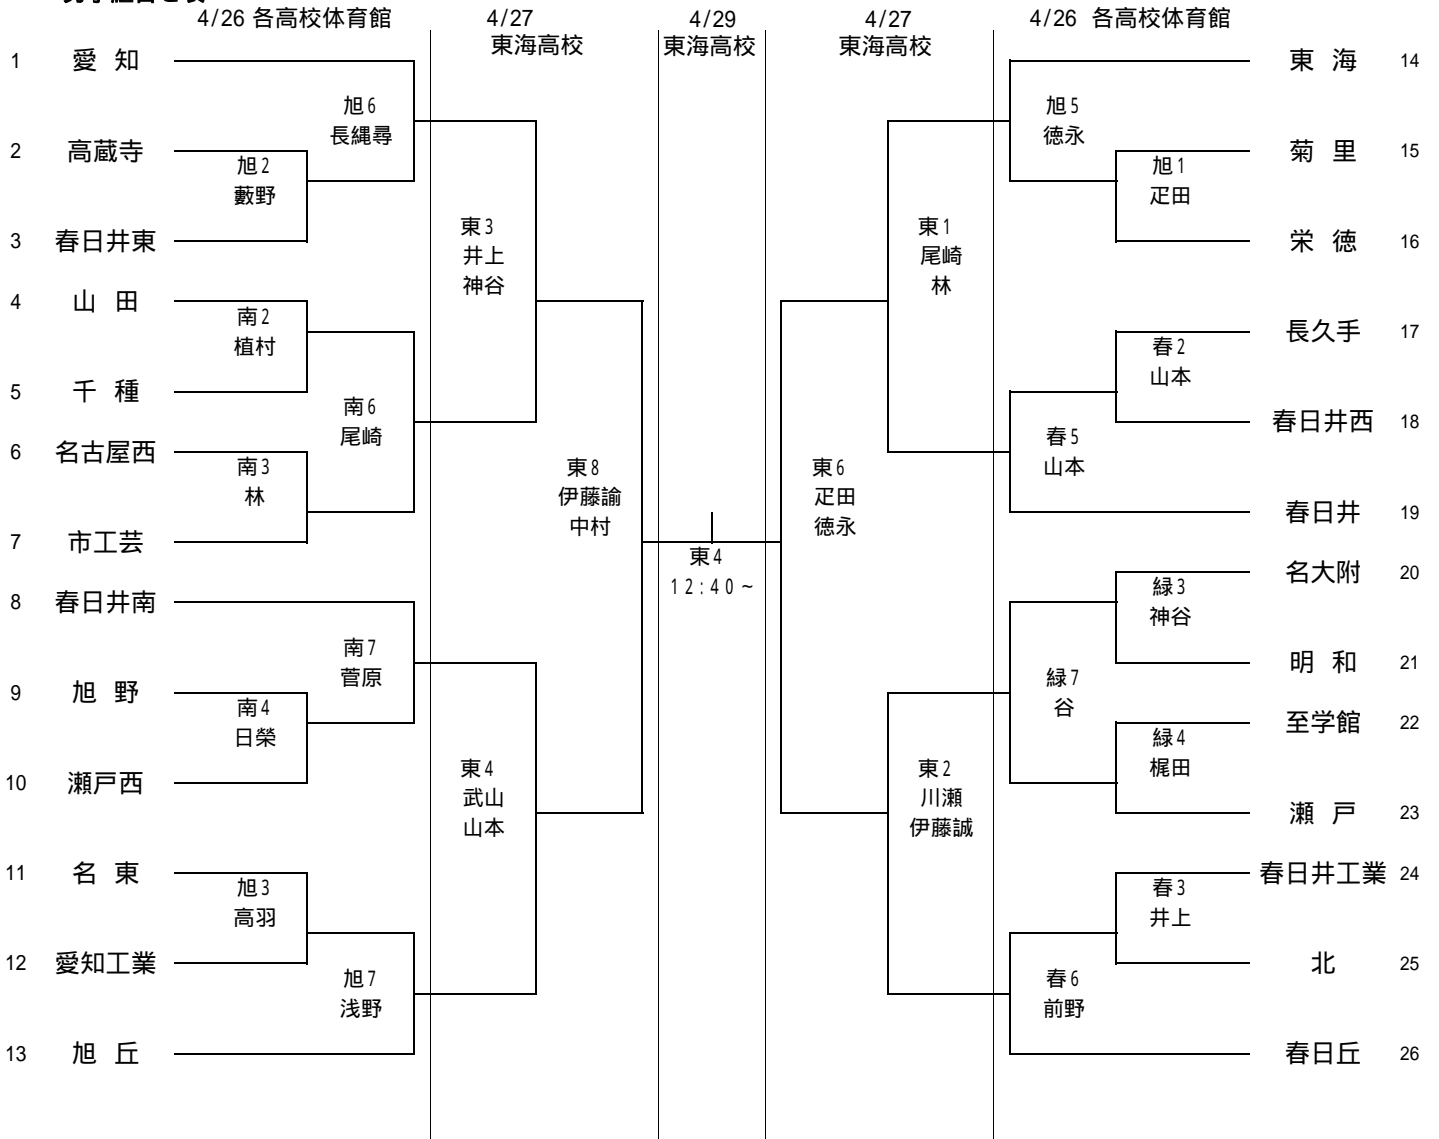 4/26 各高校体育館
4/27
東海高校
4/29
東海高校
4/27
東海高校
4/26 各高校体育館
1 愛 知
2 高蔵寺
3 春日井東
4 山 田
5 千 種
6 名古屋西
7 市工芸
8 春日井南
9 旭 野
10 瀬戸西
11 名 東
12 愛知工業
13 旭 丘
旭2
藪野
南2
植村
南3
林
南4
日榮
旭3
高羽
旭6
長縄尋
南6
尾崎
南7
菅原
旭7
浅野
東3
井上
神谷
東4
武山
山本
東8
伊藤諭
中村
東4
12:40～
東6
疋田
徳永
東1
尾崎
林
東2
川瀬
伊藤誠
旭5
徳永
春5
山本
緑7
谷
春6
前野
旭1
疋田
春2
山本
緑3
神谷
緑4
梶田
春3
井上
東 海 14
菊 里 15
栄 徳 16
長久手 17
春日井西 18
春日井 19
名大附 20
明 和 21
至学館 22
瀬 戸 23
春日井工業 24
北 25
春日丘 26